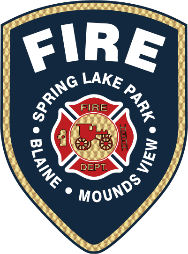 FIRE
SPRING LAKE PARK
• BLAINE • MOUNDS VIEW •
FIRE
DEPT.